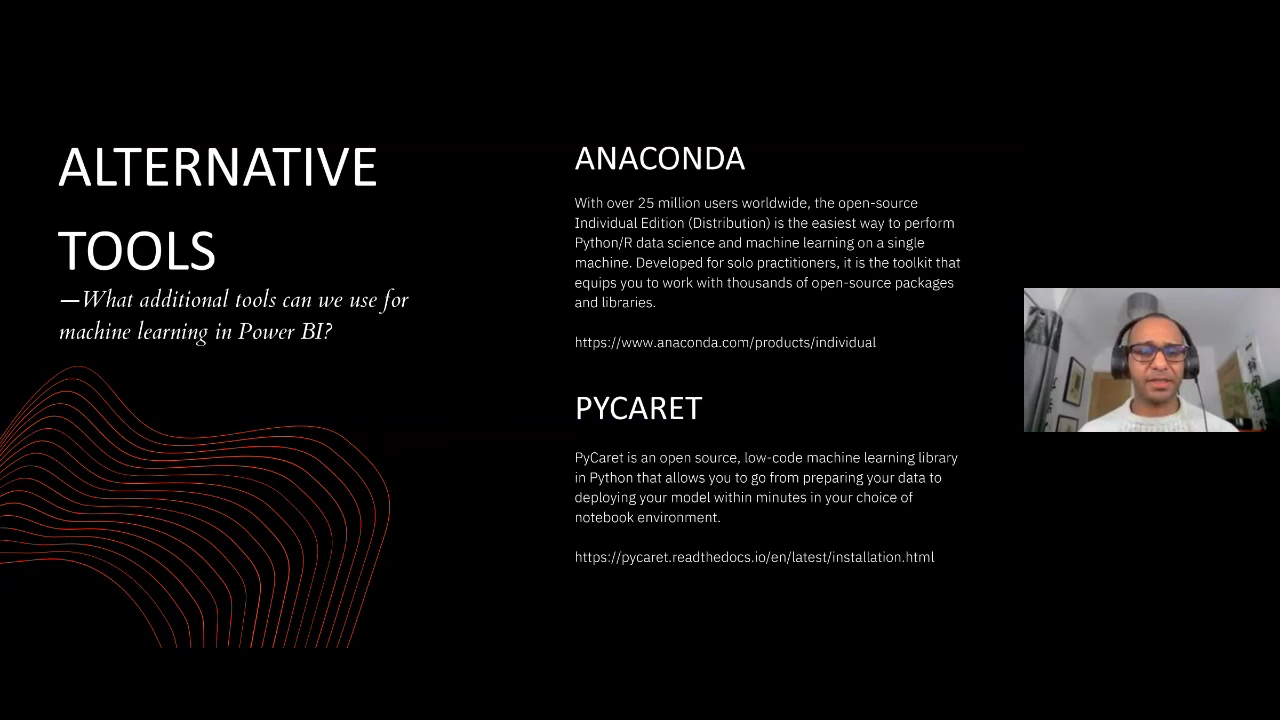 ALTERNATIVE
TOOLS
—What additional tools can we use for
machine learning in Power BI?
ANACONDA
With over 25 million users worldwide, the open-source
Individual Edition (Distribution) is the easiest way to perform
Python/R data science and machine learning on a single
machine. Developed for solo practitioners, it is the toolkit that
equips you to work with thousands of open-source packages
and libraries.
https://www.anaconda.com/products/individual
PYCARET
PyCaret is an open source, low-code machine learning library
in Python that allows you to go from preparing your data to
deploying your model within minutes in your choice of
notebook environment.
https://pycaret.readthedocs.io/en/latest/installation.html